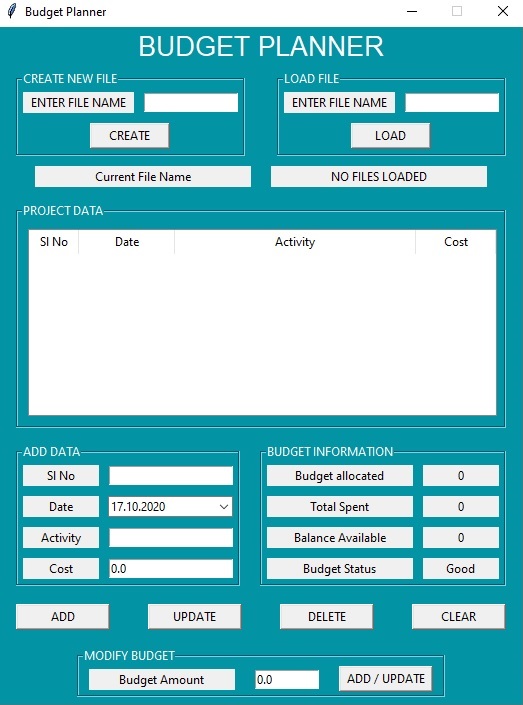 Budget Planner
BUDGET PLANNER
CREATE NEW FILE
ENTER FILE NAME
CREATE
LOAD FILE
ENTER FILE NAME
LOAD
Current File Name
NO FILES LOADED
PROJECT DATA
Sl No Date Activity Cost
ADD DATA
Sl No
Date 17.10.2020
Activity
Cost 0.0
BUDGET INFORMATION
Budget allocated 0
Total Spent 0
Balance Available 0
Budget Status Good
ADD UPDATE DELETE CLEAR
MODIFY BUDGET
Budget Amount 0.0 ADD / UPDATE